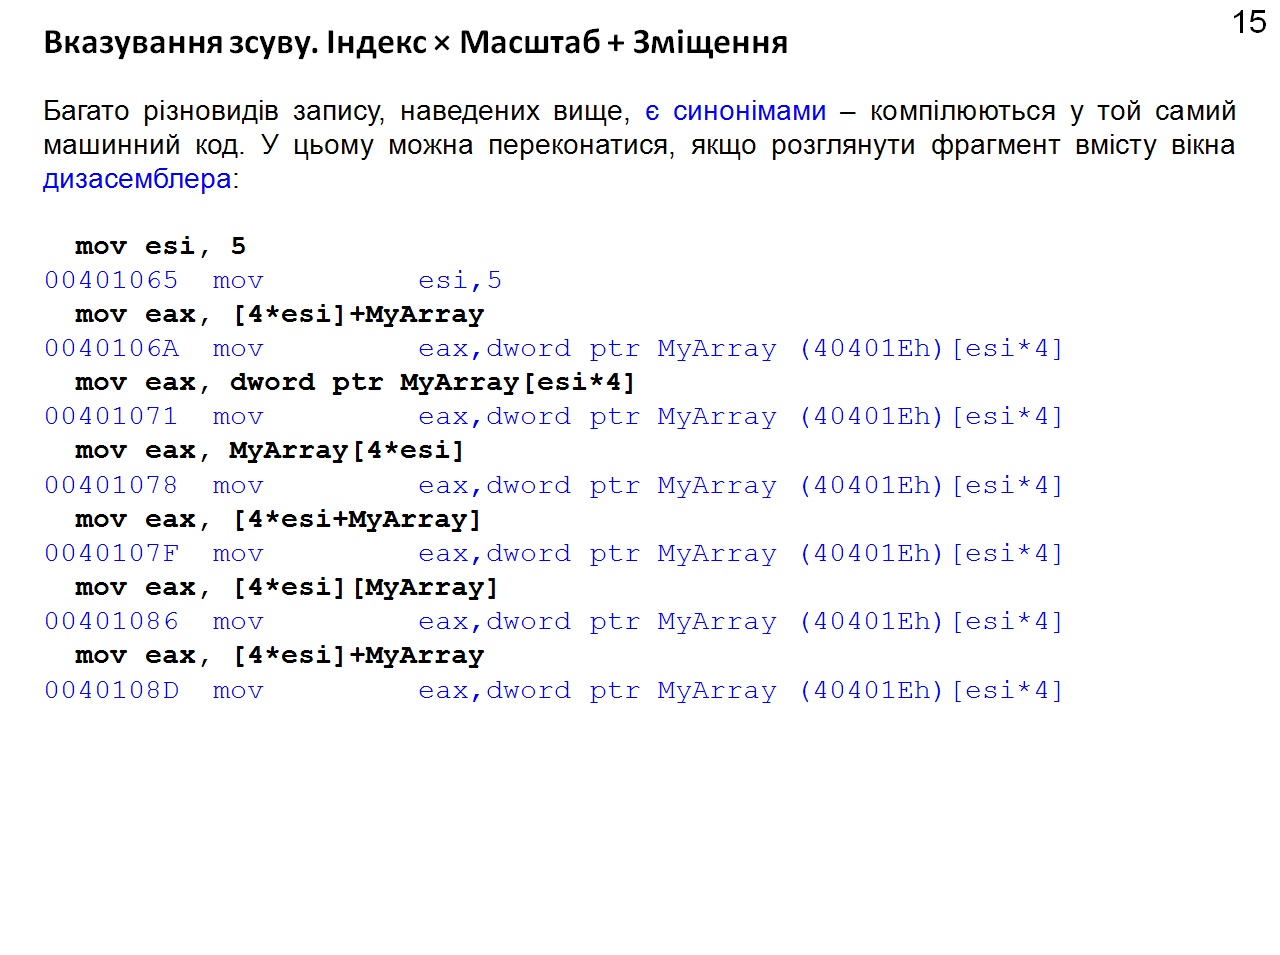 15
Вказування зсуву. Індекс × Масштаб + Зміщення
Багато різновидів запису, наведених вище, є синонімами – компілюються у той самий
машинний код. У цьому можна переконатися, якщо розглянути фрагмент вмісту вікна
дизасемблера:
mov esi, 5
00401065 mov esi,5
mov eax, [4*esi]+MyArray
0040106A mov eax,dword ptr MyArray (40401Eh)[esi*4]
mov eax, dword ptr MyArray[esi*4]
00401071 mov eax,dword ptr MyArray (40401Eh)[esi*4]
mov eax, MyArray[4*esi]
00401078 mov eax,dword ptr MyArray (40401Eh)[esi*4]
mov eax, [4*esi+MyArray]
0040107F mov eax,dword ptr MyArray (40401Eh)[esi*4]
mov eax, [4*esi][MyArray]
00401086 mov eax,dword ptr MyArray (40401Eh)[esi*4]
mov eax, [4*esi]+MyArray
0040108D mov eax,dword ptr MyArray (40401Eh)[esi*4]